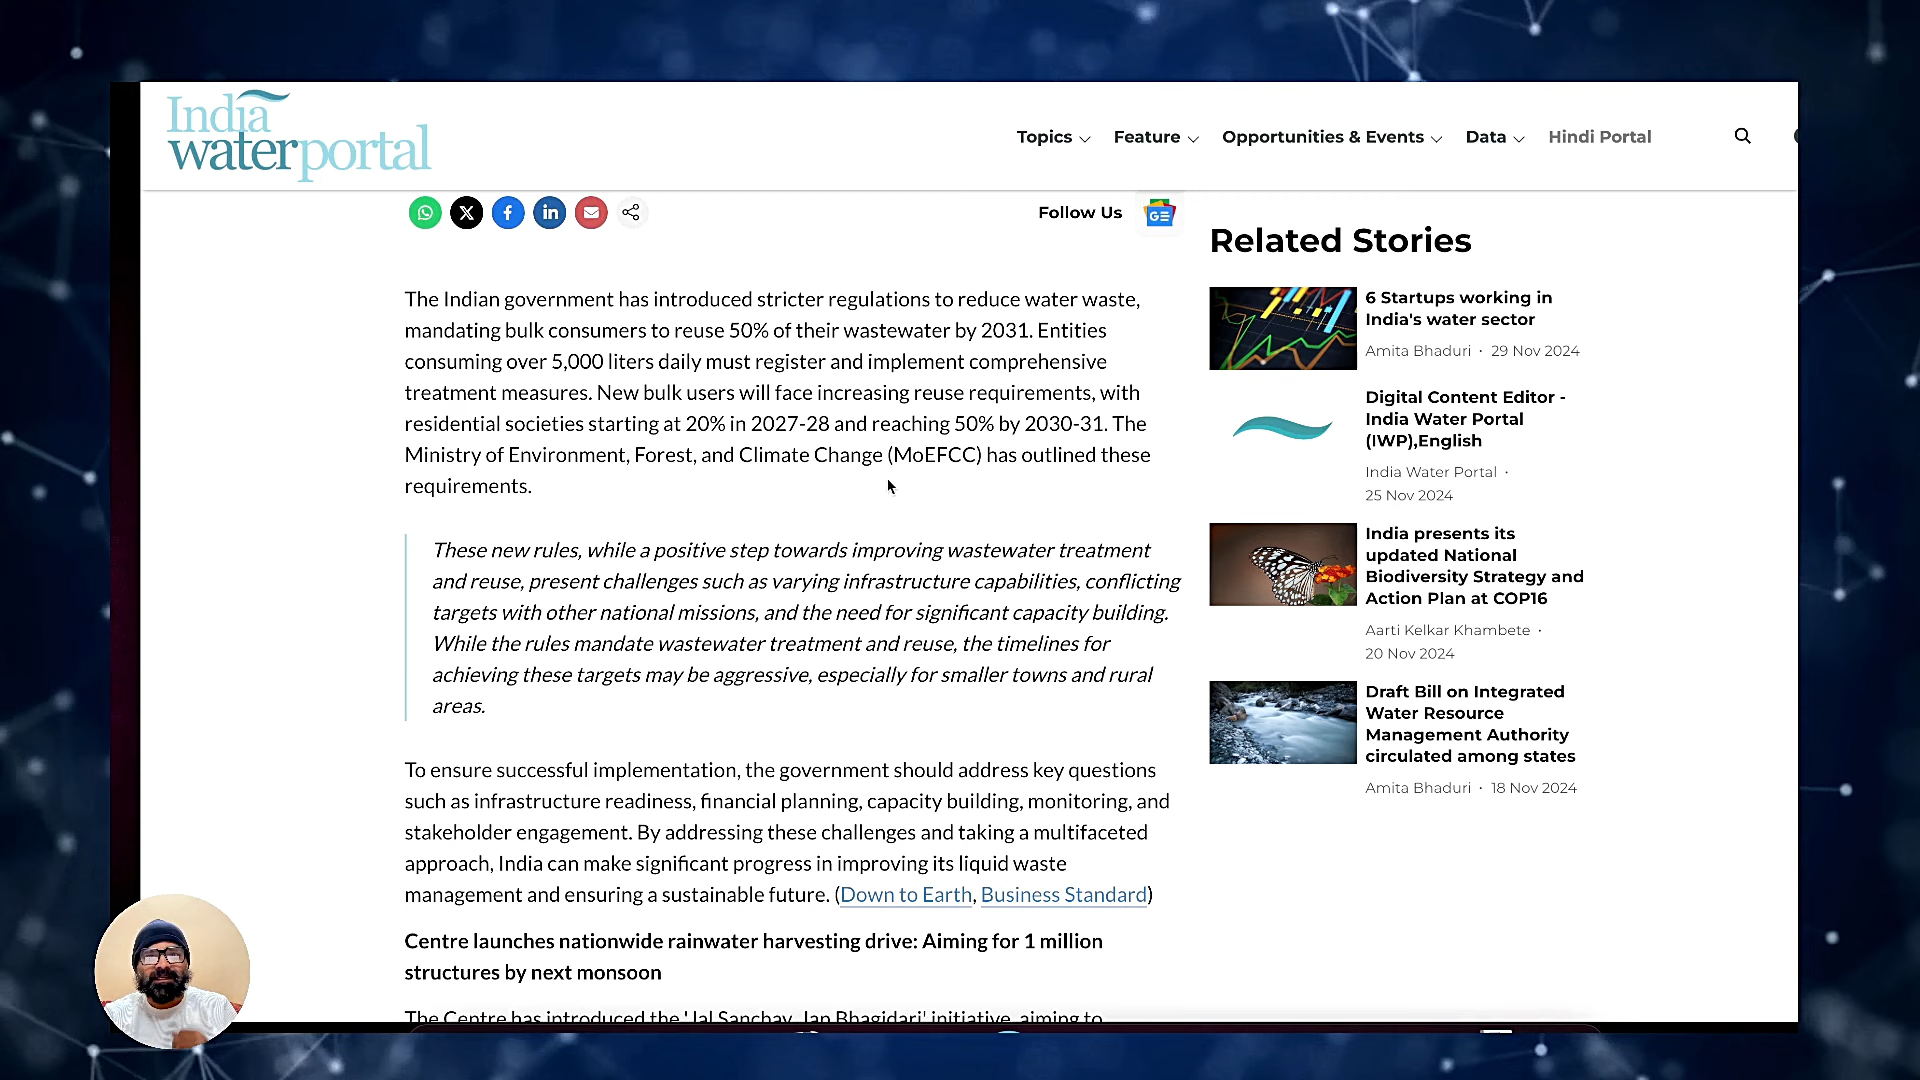 India
waterportal
Topics
Feature
Opportunities & Events
Data
Hindi Portal
Follow Us
The Indian government has introduced stricter regulations to reduce water waste,
mandating bulk consumers to reuse 50% of their wastewater by 2031. Entities
consuming over 5,000 liters daily must register and implement comprehensive
treatment measures. New bulk users will face increasing reuse requirements, with
residential societies starting at 20% in 2027-28 and reaching 50% by 2030-31. The
Ministry of Environment, Forest, and Climate Change (MoEFCC) has outlined these
requirements.
These new rules, while a positive step towards improving wastewater treatment
and reuse, present challenges such as varying infrastructure capabilities, conflicting
targets with other national missions, and the need for significant capacity building.
While the rules mandate wastewater treatment and reuse, the timelines for
achieving these targets may be aggressive, especially for smaller towns and rural
areas.
To ensure successful implementation, the government should address key questions
such as infrastructure readiness, financial planning, capacity building, monitoring, and
stakeholder engagement. By addressing these challenges and taking a multifaceted
approach, India can make significant progress in improving its liquid waste
management and ensuring a sustainable future. (Down to Earth, Business Standard)
Centre launches nationwide rainwater harvesting drive: Aiming for 1 million
structures by next monsoon
The Centre has introduced the 'Jal Sanchay, Jan Bhagidari' initiative, aiming to
Related Stories
6 Startups working in
India's water sector
Amita Bhaduri · 29 Nov 2024
Digital Content Editor -
India Water Portal
(IWP),English
India Water Portal ·
25 Nov 2024
India presents its
updated National
Biodiversity Strategy and
Action Plan at COP16
Aarti Kelkar Khambete ·
20 Nov 2024
Draft Bill on Integrated
Water Resource
Management Authority
circulated among states
Amita Bhaduri · 18 Nov 2024